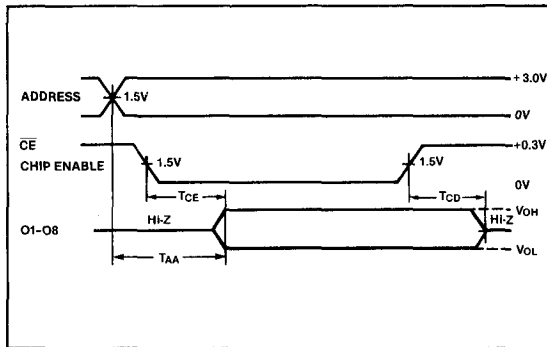 +3.0V
ADDRESS 1.5V
0V
CE +0.3V
CHIP ENABLE 1.5V 1.5V
0V
TCE TCD
Hi-Z Hi-Z VOH
O1-O8
VOL
TAA